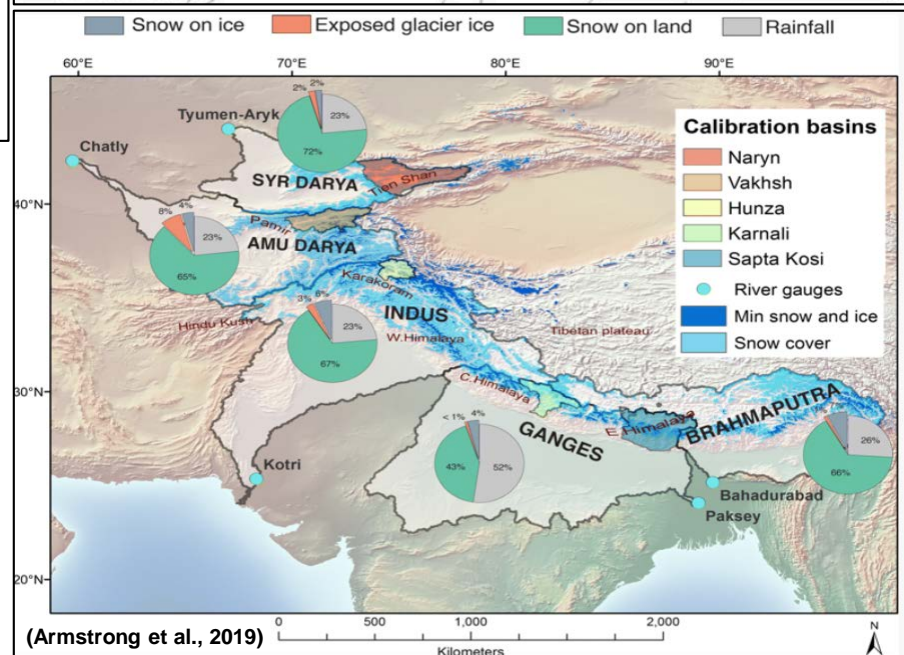 Snow on ice Exposed glacier ice Snow on land Rainfall
60°E 70°E 80°E 90°E
Tyumen-Aryk
Chatly
2% 2%
23%
72%
SYR DARYA
Tien Shan
Calibration basins
Naryn
Vakhsh
Hunza
Karnali
Sapta Kosi
River gauges
Min snow and ice
Snow cover
40°N
Pamir
AMU DARYA
8% 4%
23%
65%
Karakoram
Hindu Kush
INDUS
3% 8%
23%
67%
W.Himalaya
Tibetan plateau
30°N
C.Himalaya
E.Himalaya
GANGES
BRAHMAPUTRA
< 1% 4%
43% 52%
26%
66%
Kotri
Bahadurabad
Paksey
20°N
(Armstrong et al., 2019)
0 500 1,000 2,000
Kilometers
N